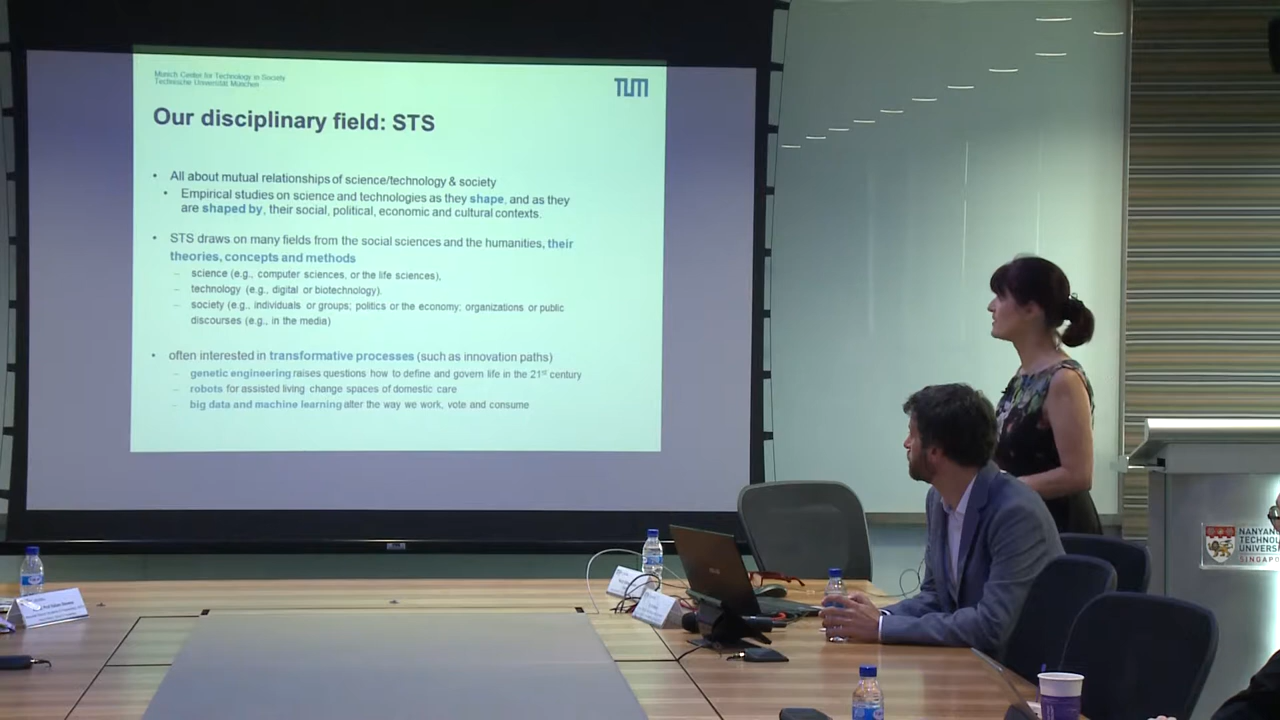 Munich Center for Technology in Society
Technische Universität München
TUM
Our disciplinary field: STS
• All about mutual relationships of science/technology & society
• Empirical studies on science and technologies as they shape, and as they
are shaped by, their social, political, economic and cultural contexts.
• STS draws on many fields from the social sciences and the humanities, their
theories, concepts and methods
– science (e.g., computer sciences, or the life sciences),
– technology (e.g., digital or biotechnology).
– society (e.g., individuals or groups; politics or the economy; organizations or public
discourses (e.g., in the media)
• often interested in transformative processes (such as innovation paths)
– genetic engineering raises questions how to define and govern life in the 21st century
– robots for assisted living change spaces of domestic care
– big data and machine learning alter the way we work, vote and consume
NANYAN
TECHNOL
UNIVERS
SINGAPO